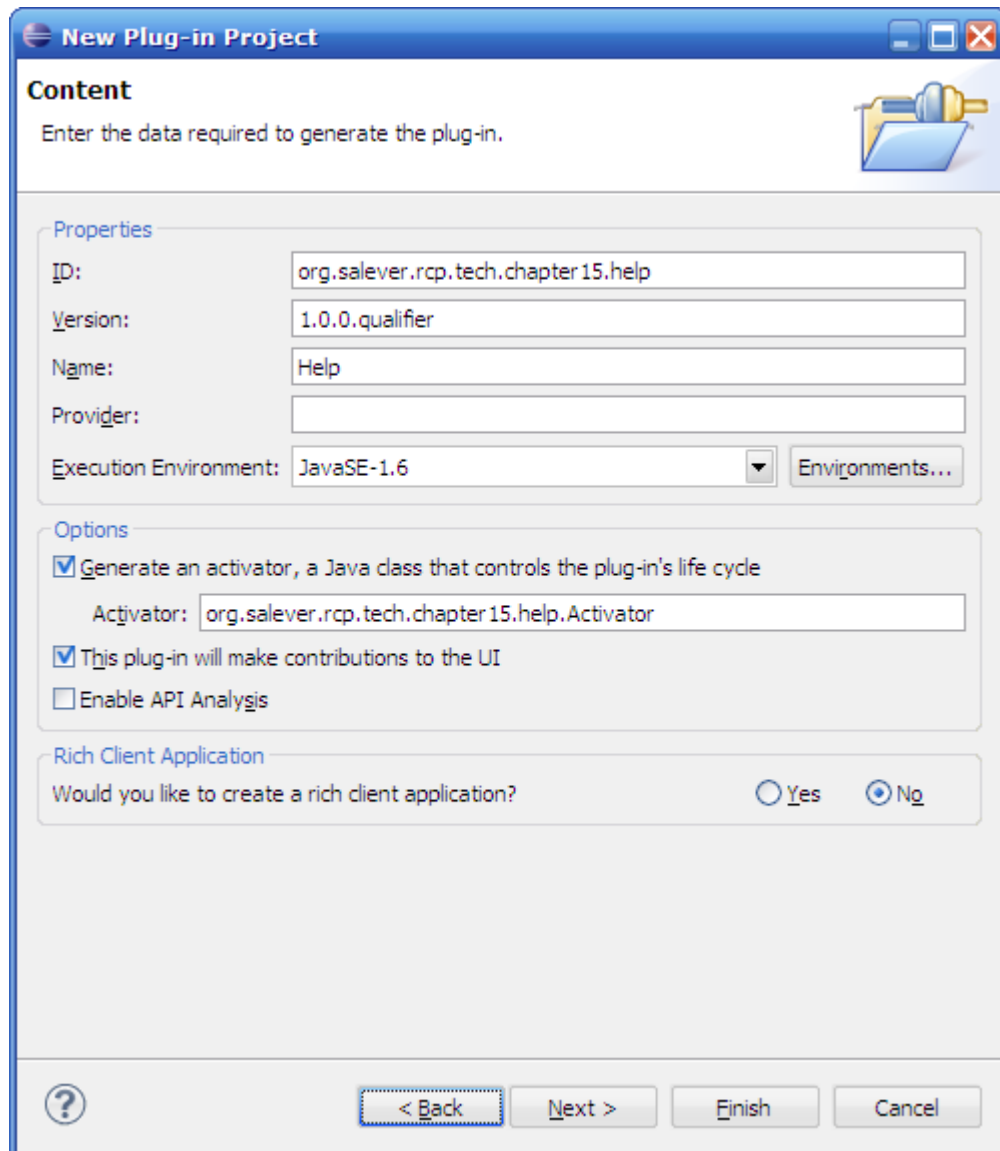 New Plug-in Project
Content
Enter the data required to generate the plug-in.
Properties
ID: org.salever.rcp.tech.chapter15.help
Version: 1.0.0.qualifier
Name: Help
Provider:
Execution Environment: JavaSE-1.6 Environments...
Options
Generate an activator, a Java class that controls the plug-in's life cycle
Activator: org.salever.rcp.tech.chapter15.help.Activator
This plug-in will make contributions to the UI
Enable API Analysis
Rich Client Application
Would you like to create a rich client application? Yes No
? < Back Next > Finish Cancel